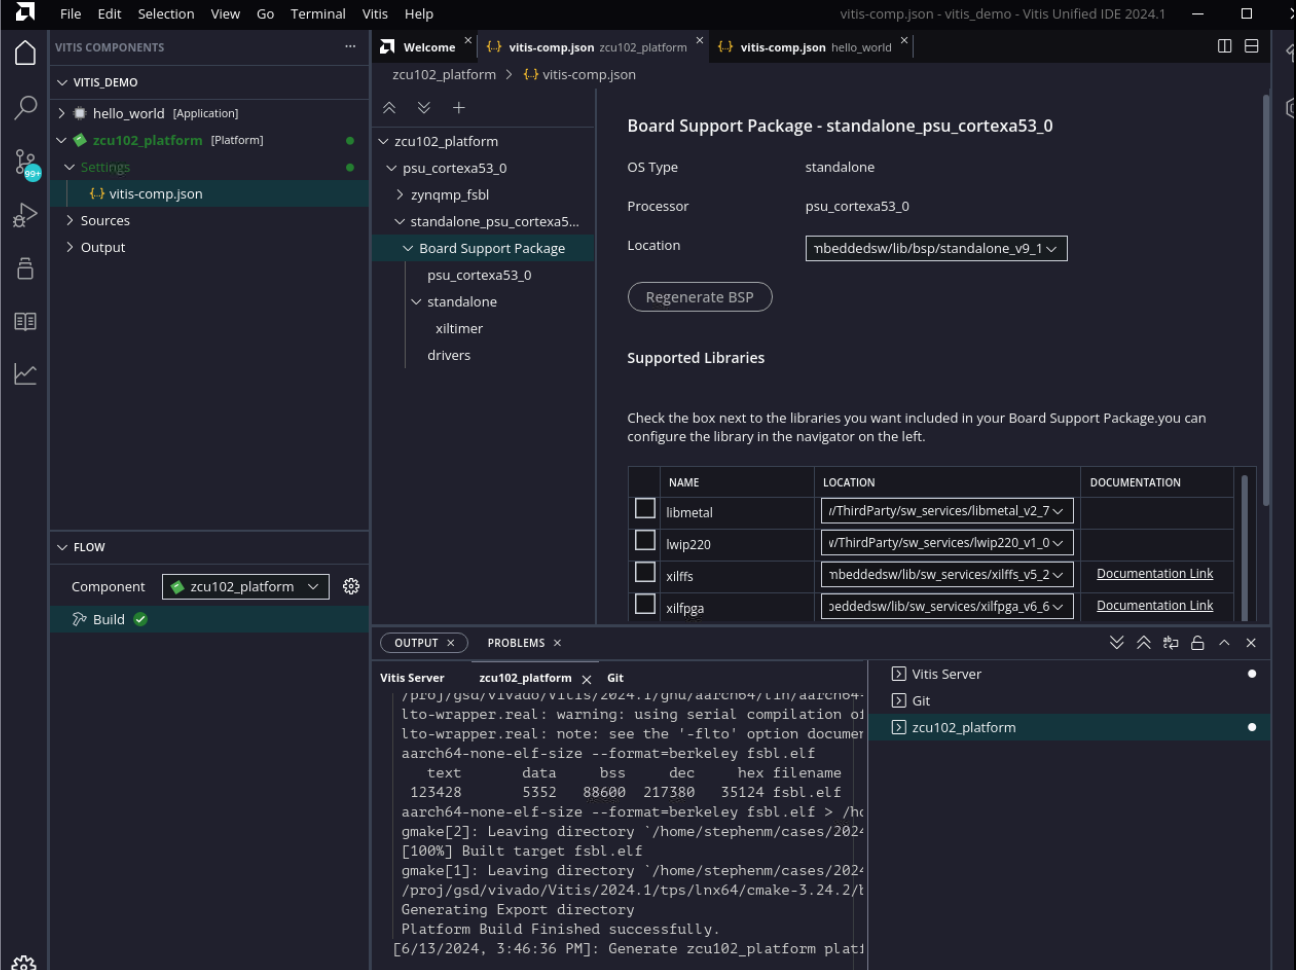 File Edit Selection View Go Terminal Vitis Help
vitis-comp.json - vitis_demo - Vitis Unified IDE 2024.1
VITIS COMPONENTS
VITIS_DEMO
hello_world [Application]
zcu102_platform [Platform]
Settings
{..} vitis-comp.json
Sources
Output
99+
FLOW
Component zcu102_platform
Build
Welcome {..} vitis-comp.json zcu102_platform {..} vitis-comp.json hello_world
zcu102_platform > {..} vitis-comp.json
zcu102_platform
psu_cortexa53_0
zynqmp_fsbl
standalone_psu_cortexa5...
Board Support Package
psu_cortexa53_0
standalone
xiltimer
drivers
Board Support Package - standalone_psu_cortexa53_0
OS Type standalone
Processor psu_cortexa53_0
Location mbeddedsw/lib/bsp/standalone_v9_1
Regenerate BSP
Supported Libraries
Check the box next to the libraries you want included in your Board Support Package.you can
configure the library in the navigator on the left.
NAME LOCATION DOCUMENTATION
libmetal /ThirdParty/sw_services/libmetal_v2_7
lwip220 /ThirdParty/sw_services/lwip220_v1_0
xilffs mbeddedsw/lib/sw_services/xilffs_v5_2 Documentation Link
xilfpga beddedsw/lib/sw_services/xilfpga_v6_6 Documentation Link
OUTPUT PROBLEMS
Vitis Server zcu102_platform Git
/proj/gsd/vivado/Vitis/2024.1/gnu/aarch64/lin/aarch64-
lto-wrapper.real: warning: using serial compilation of
lto-wrapper.real: note: see the '-flto' option documen
aarch64-none-elf-size --format=berkeley fsbl.elf
text data bss dec hex filename
123428 5352 88600 217380 35124 fsbl.elf
aarch64-none-elf-size --format=berkeley fsbl.elf > /ho
gmake[2]: Leaving directory `/home/stephenm/cases/2024
[100%] Built target fsbl.elf
gmake[1]: Leaving directory `/home/stephenm/cases/2024
/proj/gsd/vivado/Vitis/2024.1/tps/lnx64/cmake-3.24.2/b
Generating Export directory
Platform Build Finished successfully.
[6/13/2024, 3:46:36 PM]: Generate zcu102_platform platf
Vitis Server
Git
zcu102_platform